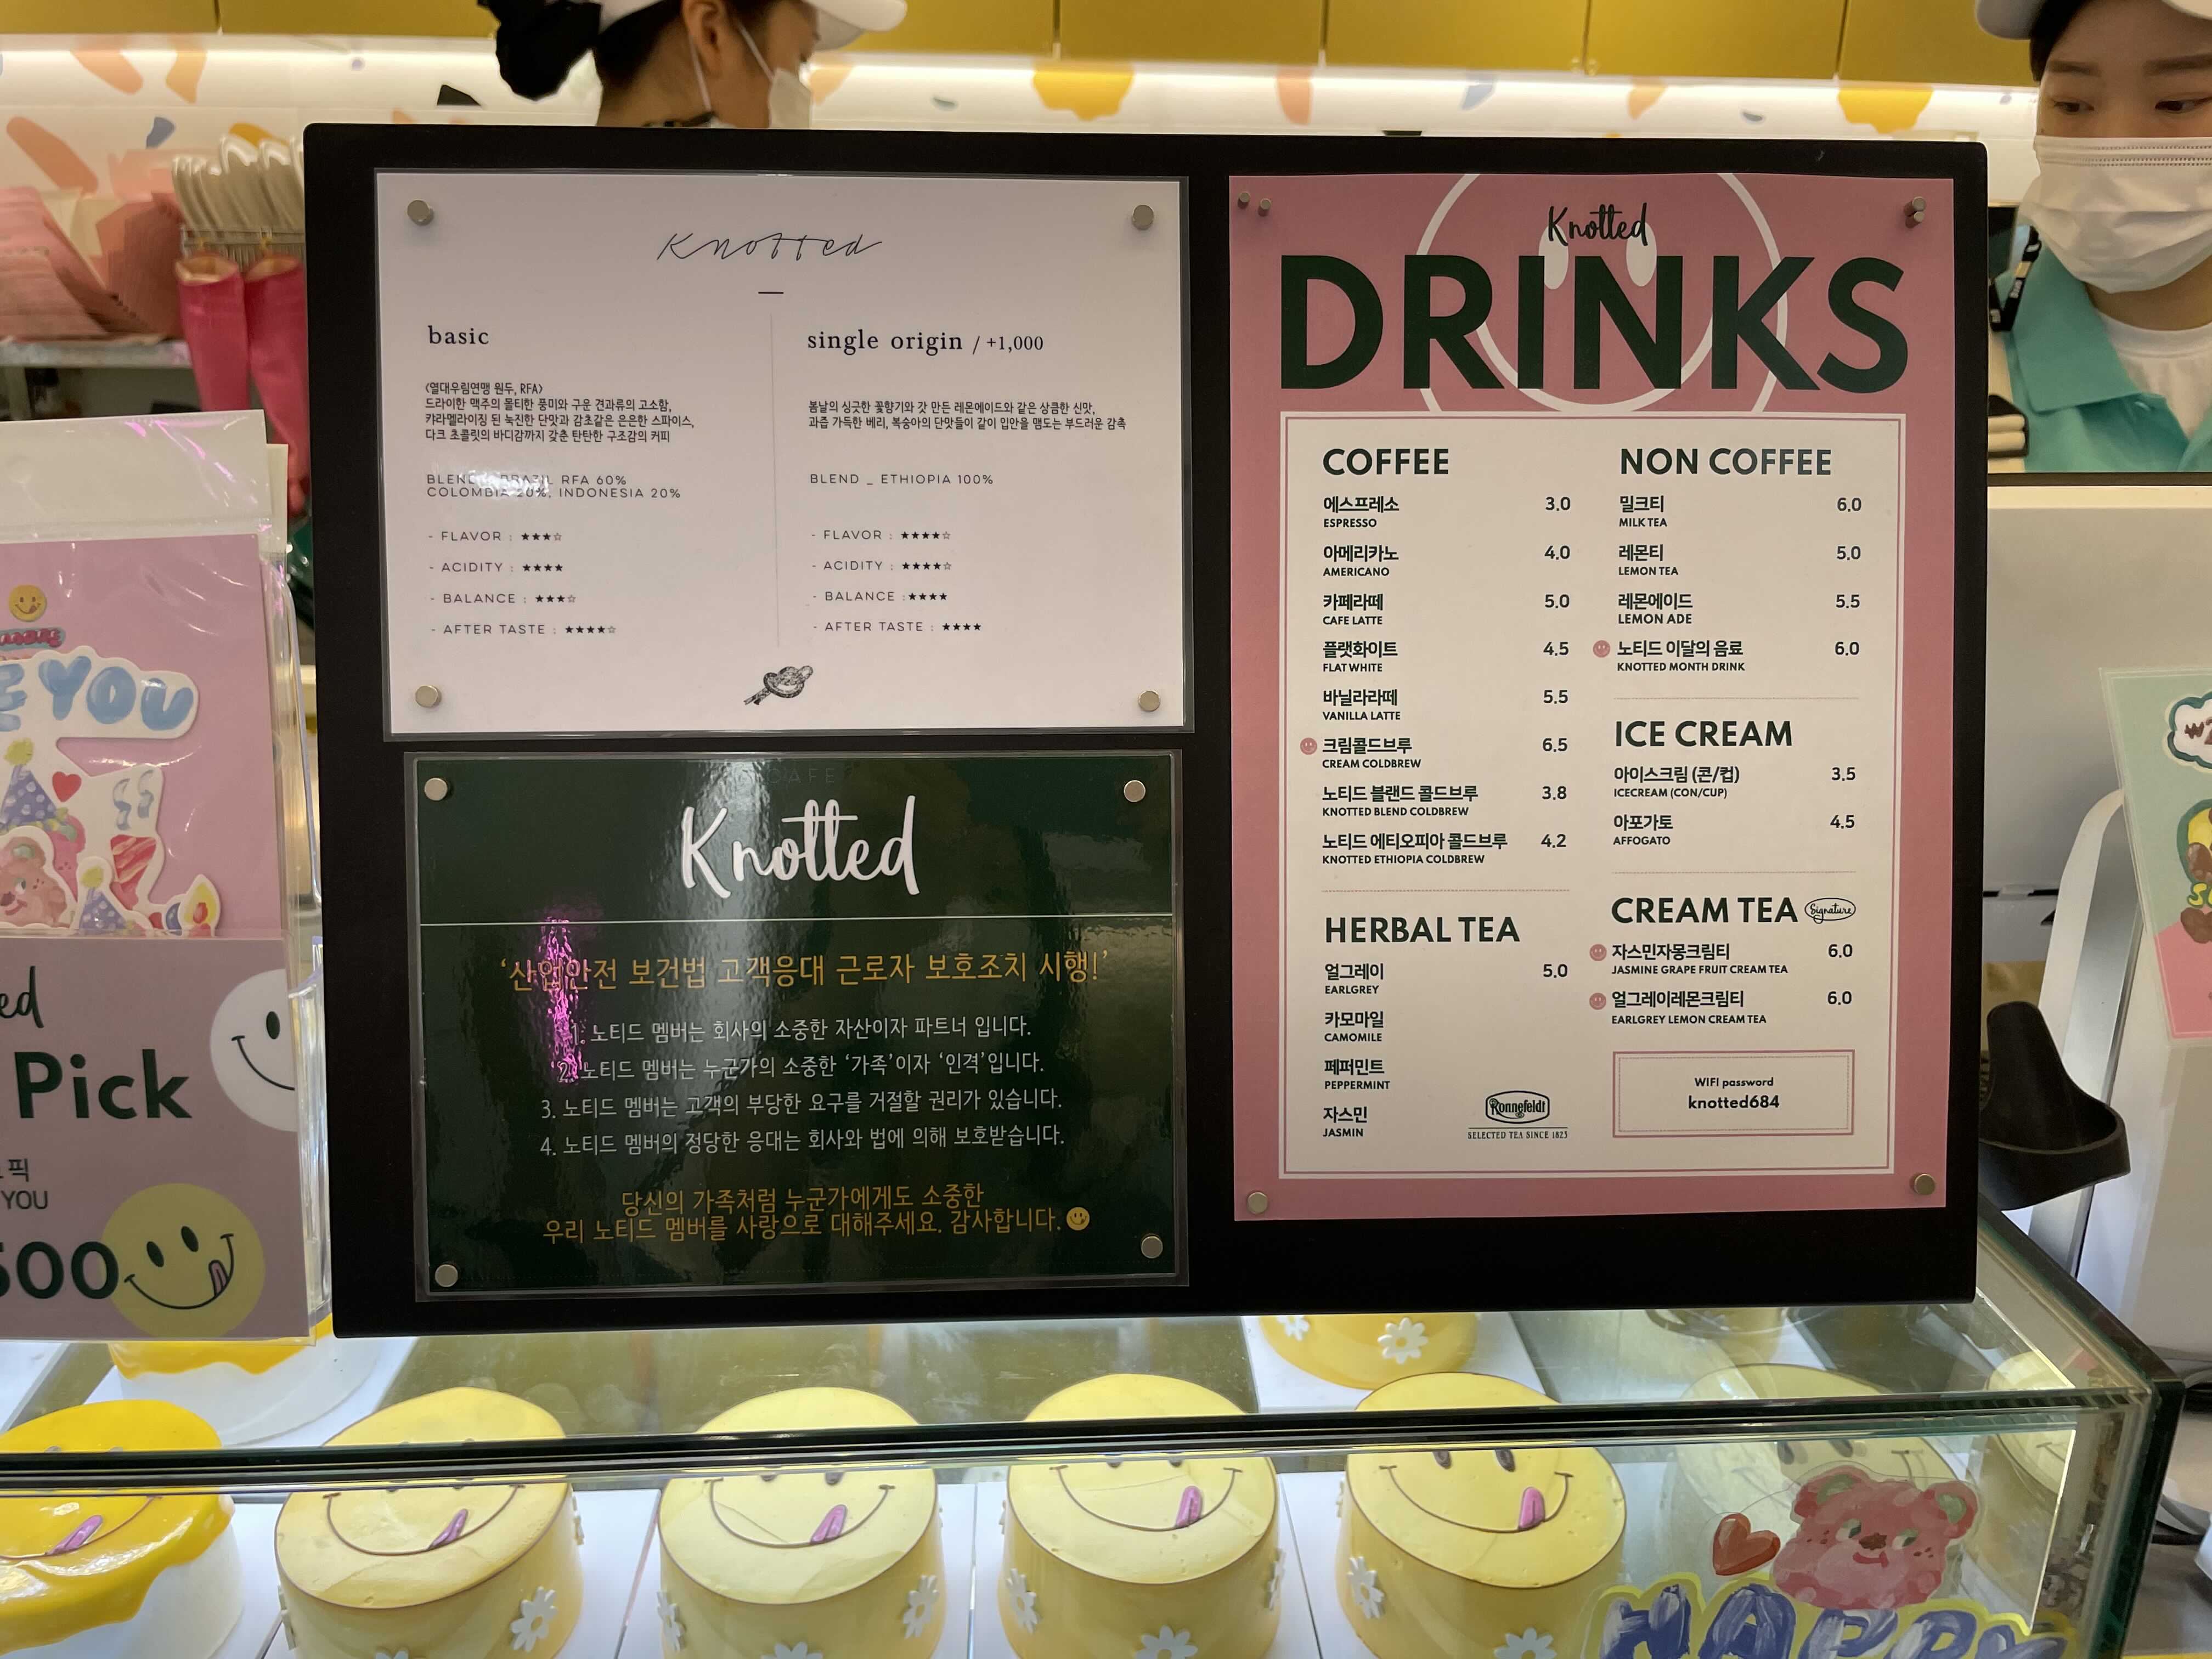 Knotted
basic
〈열대우림연맹 원두, RFA〉
드라이한 맥주의 몰티한 풍미와 구운 견과류의 고소함,
캬라멜라이징 된 눅진한 단맛과 감초같은 은은한 스파이스,
다크 초콜릿의 바디감까지 갖춘 탄탄한 구조감의 커피
BLEND _ BRAZIL RFA 60%
COLOMBIA 20%, INDONESIA 20%
- FLAVOR : ★★★☆
- ACIDITY : ★★★★
- BALANCE : ★★★☆
- AFTER TASTE : ★★★★☆
single origin / +1,000
봄날의 싱긋한 꽃향기와 갓 만든 레몬에이드와 같은 상큼한 신맛,
과즙 가득한 베리, 복숭아의 단맛들이 같이 입안을 맴도는 부드러운 감촉
BLEND _ ETHIOPIA 100%
- FLAVOR : ★★★★☆
- ACIDITY : ★★★★☆
- BALANCE :★★★★
- AFTER TASTE : ★★★★
CAFE
Knotted
‘산업안전 보건법 고객응대 근로자 보호조치 시행!’
1. 노티드 멤버는 회사의 소중한 자산이자 파트너 입니다.
2. 노티드 멤버는 누군가의 소중한 ‘가족’이자 ‘인격’입니다.
3. 노티드 멤버는 고객의 부당한 요구를 거절할 권리가 있습니다.
4. 노티드 멤버의 정당한 응대는 회사와 법에 의해 보호받습니다.
당신의 가족처럼 누군가에게도 소중한
우리 노티드 멤버를 사랑으로 대해주세요. 감사합니다.
Knotted
DRINKS
COFFEE
에스프레소 3.0
ESPRESSO
아메리카노 4.0
AMERICANO
카페라떼 5.0
CAFE LATTE
플랫화이트 4.5
FLAT WHITE
바닐라라떼 5.5
VANILLA LATTE
크림콜드브루 6.5
CREAM COLDBREW
노티드 블랜드 콜드브루 3.8
KNOTTED BLEND COLDBREW
노티드 에티오피아 콜드브루 4.2
KNOTTED ETHIOPIA COLDBREW
HERBAL TEA
얼그레이 5.0
EARLGREY
카모마일
CAMOMILE
페퍼민트
PEPPERMINT
자스민
JASMIN
Ronnefeldt
SELECTED TEA SINCE 1823
NON COFFEE
밀크티 6.0
MILK TEA
레몬티 5.0
LEMON TEA
레몬에이드 5.5
LEMON ADE
노티드 이달의 음료 6.0
KNOTTED MONTH DRINK
ICE CREAM
아이스크림 (콘/컵) 3.5
ICECREAM (CON/CUP)
아포가토 4.5
AFFOGATO
CREAM TEA Signature
자스민자몽크림티 6.0
JASMINE GRAPE FRUIT CREAM TEA
얼그레이레몬크림티 6.0
EARLGREY LEMON CREAM TEA
WIFI password
knotted684
YOU
ed
Pick
픽
YOU
500
HAPPY